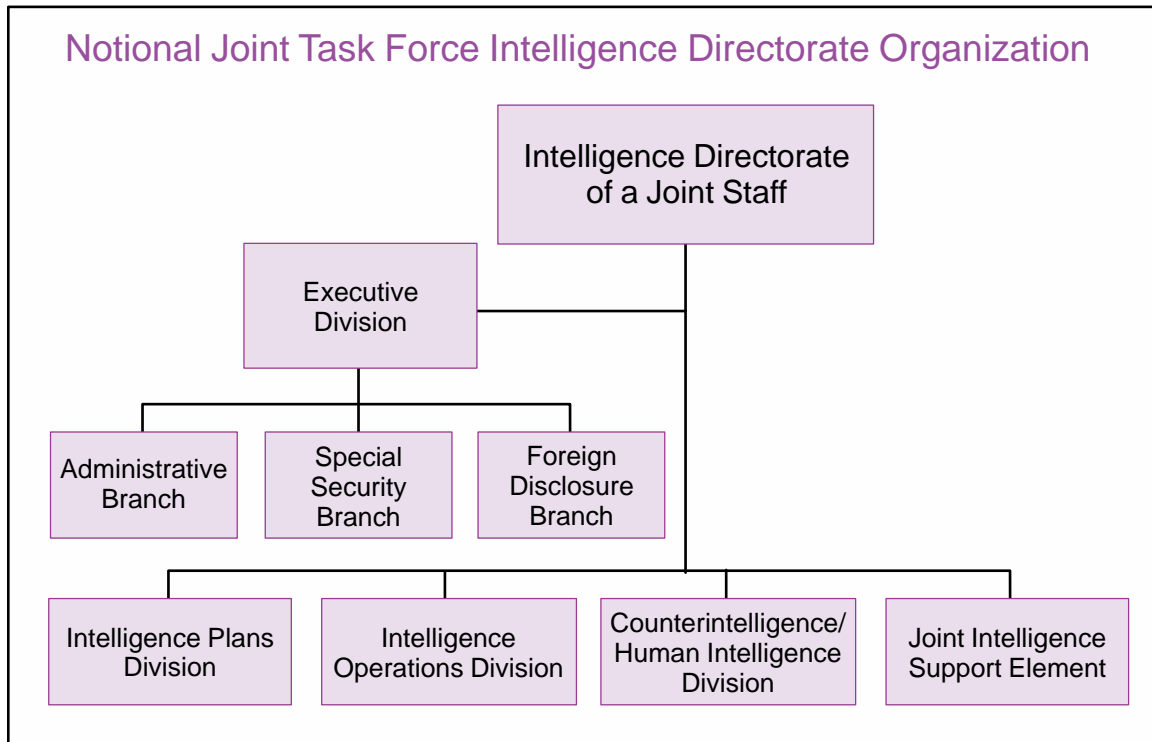 Notional Joint Task Force Intelligence Directorate Organization
Intelligence Directorate
of a Joint Staff
Executive
Division
Administrative
Branch
Special
Security
Branch
Foreign
Disclosure
Branch
Intelligence Plans
Division
Intelligence
Operations Division
Counterintelligence/
Human Intelligence
Division
Joint Intelligence
Support Element